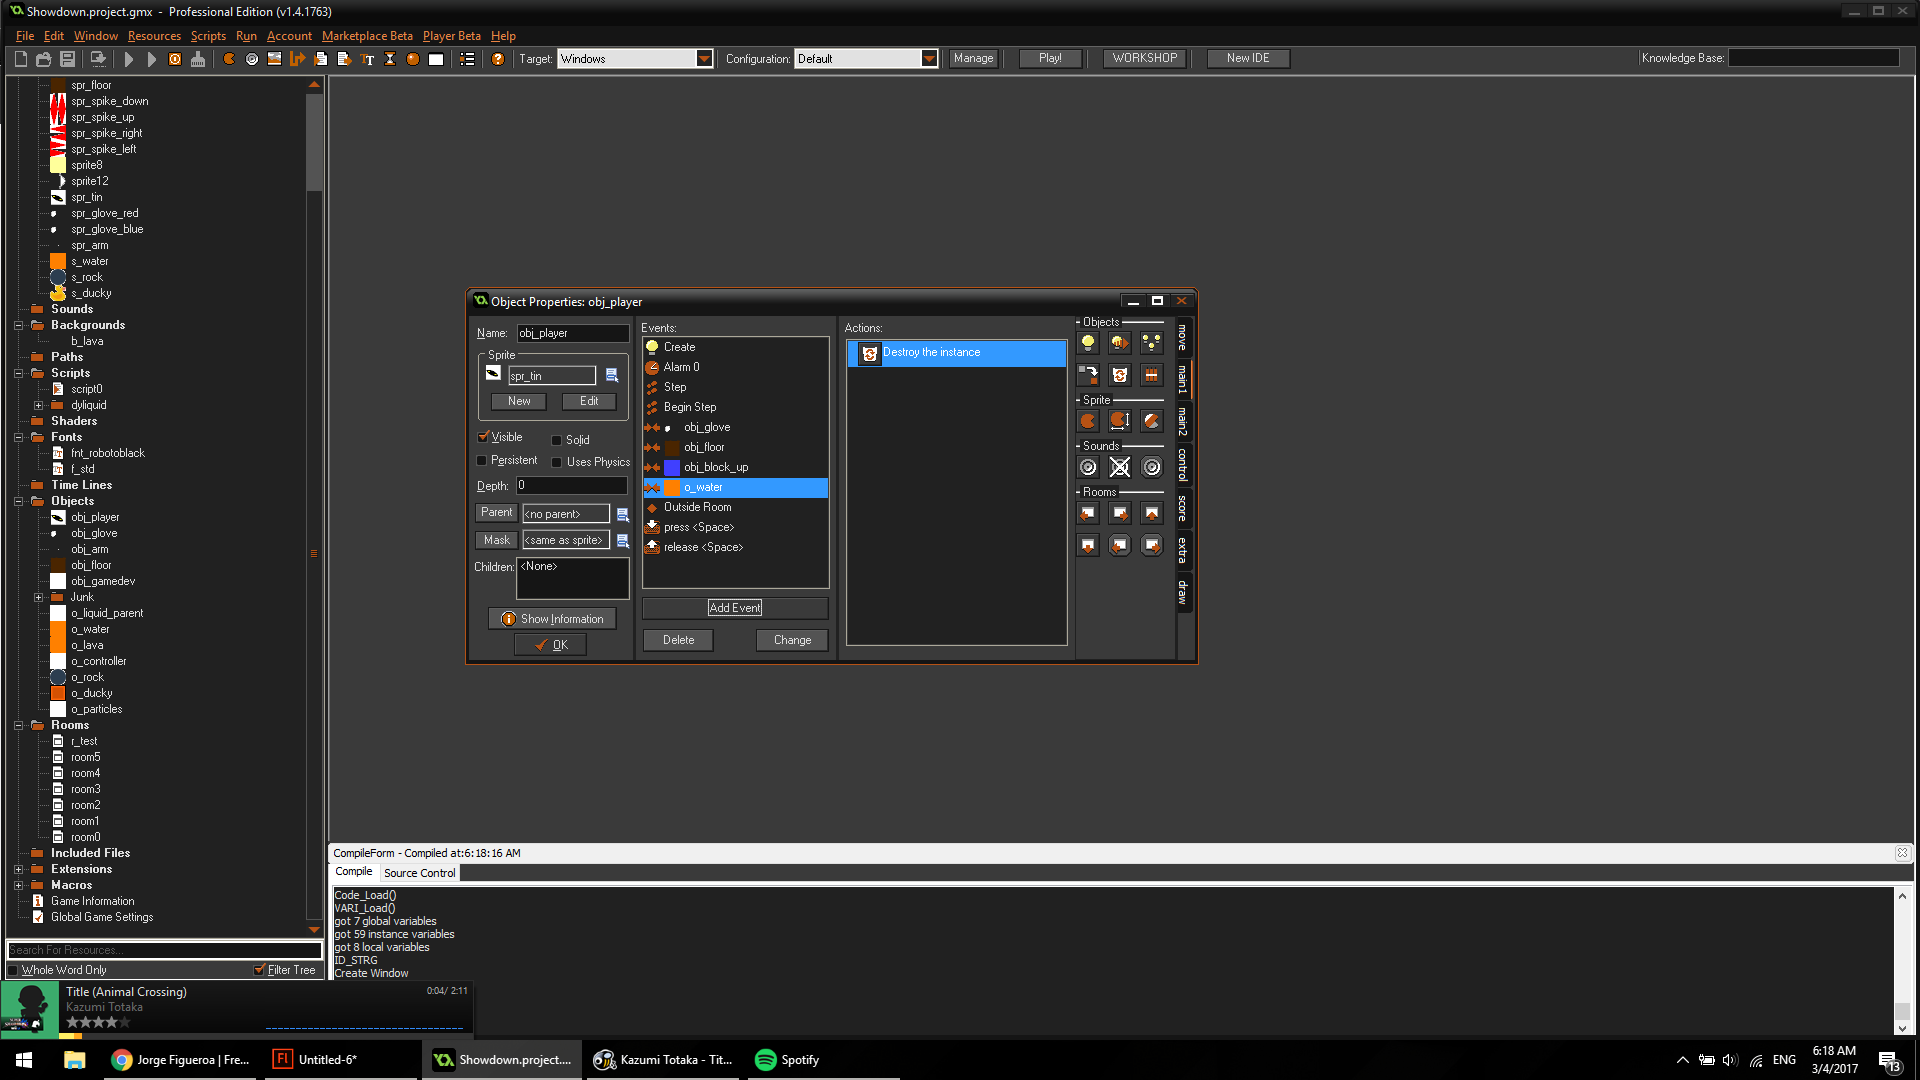 Showdown.project.gmx - Professional Edition (v1.4.1763)
File Edit Window Resources Scripts Run Account Marketplace Beta Player Beta Help
Target: Windows Configuration: Default Manage Play! WORKSHOP New IDE Knowledge Base:
spr_floor
spr_spike_down
spr_spike_up
spr_spike_right
spr_spike_left
sprite8
sprite12
spr_tin
spr_glove_red
spr_glove_blue
spr_arm
s_water
s_rock
s_ducky
Sounds
Backgrounds
b_lava
Paths
Scripts
script0
dyliquid
Shaders
Fonts
fnt_robotoblack
f_std
Time Lines
Objects
obj_player
obj_glove
obj_arm
obj_floor
obj_gamedev
Junk
o_liquid_parent
o_water
o_lava
o_controller
o_rock
o_ducky
o_particles
Rooms
r_test
room5
room4
room3
room2
room1
room0
Included Files
Extensions
Macros
Game Information
Global Game Settings
Search For Resources...
Whole Word Only Filter Tree
Object Properties: obj_player
Name: obj_player
Sprite
spr_tin
New Edit
Visible Solid
Persistent Uses Physics
Depth: 0
Parent <no parent>
Mask <same as sprite>
Children: <None>
Show Information
OK
Events:
Create
Alarm 0
Step
Begin Step
obj_glove
obj_floor
obj_block_up
o_water
Outside Room
press <Space>
release <Space>
Add Event
Delete Change
Actions:
Destroy the instance
Objects
Sprite
Sounds
Rooms
move
main1
main2
control
score
extra
draw
CompileForm - Compiled at:6:18:16 AM
Compile Source Control
Code_Load()
VARI_Load()
got 7 global variables
got 59 instance variables
got 8 local variables
ID_STRG
Create Window
Title (Animal Crossing) 0:04/ 2:11
Kazumi Totaka
Jorge Figueroa | Fre... Untitled-6* Showdown.project.... Kazumi Totaka - Tit... Spotify
ENG
6:18 AM
3/4/2017
13